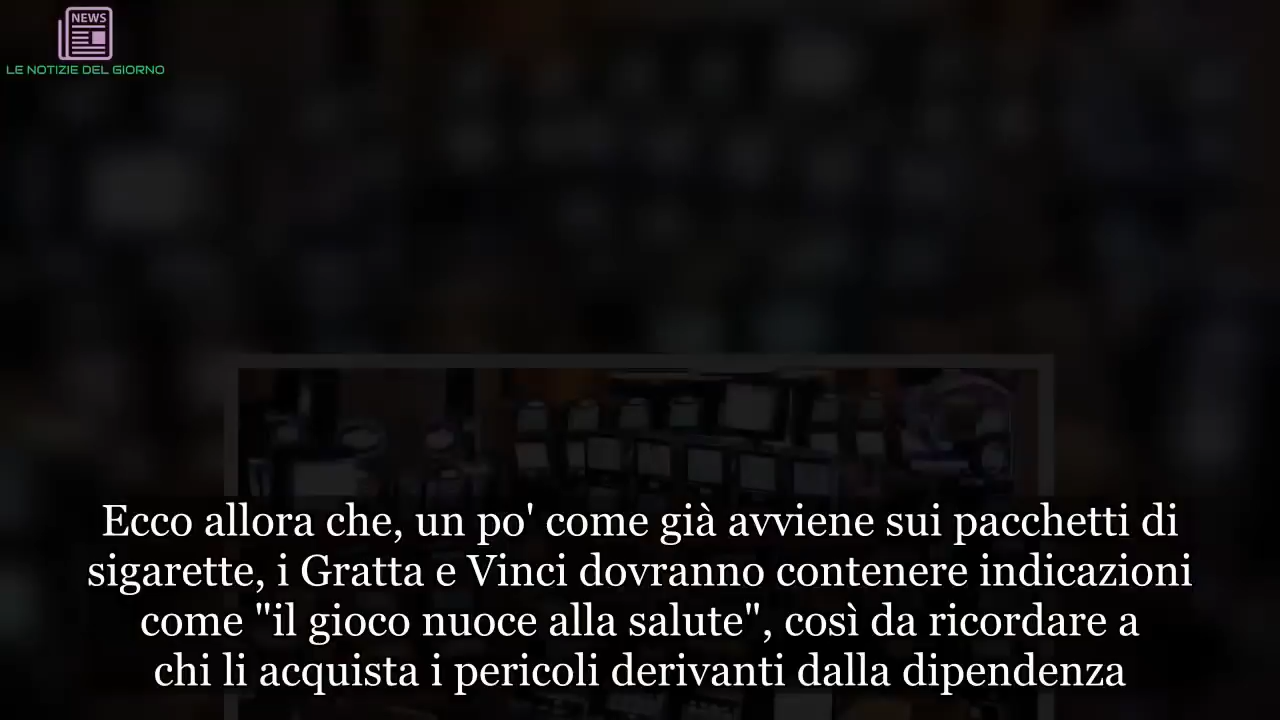 NEWS
LE NOTIZIE DEL GIORNO
Ecco allora che, un po' come già avviene sui pacchetti di
sigarette, i Gratta e Vinci dovranno contenere indicazioni
come "il gioco nuoce alla salute", così da ricordare a
chi li acquista i pericoli derivanti dalla dipendenza